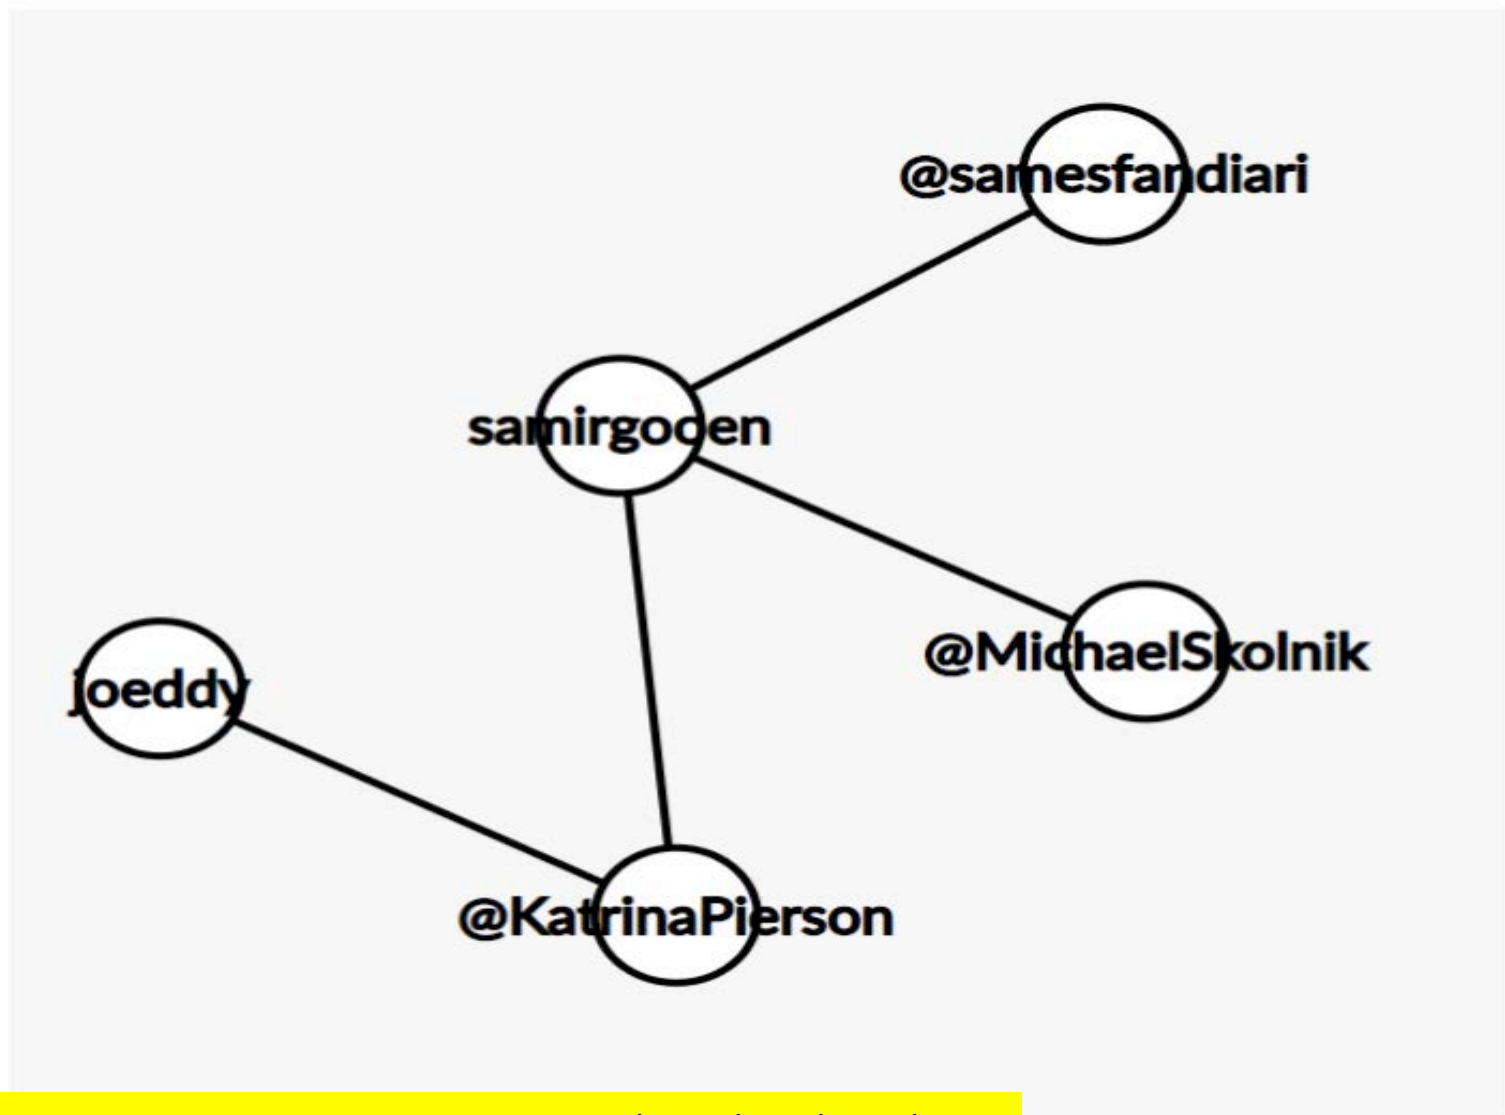 @samesfandiari
samirgooen
@MichaelSkolnik
joeddy
@KatrinaPierson